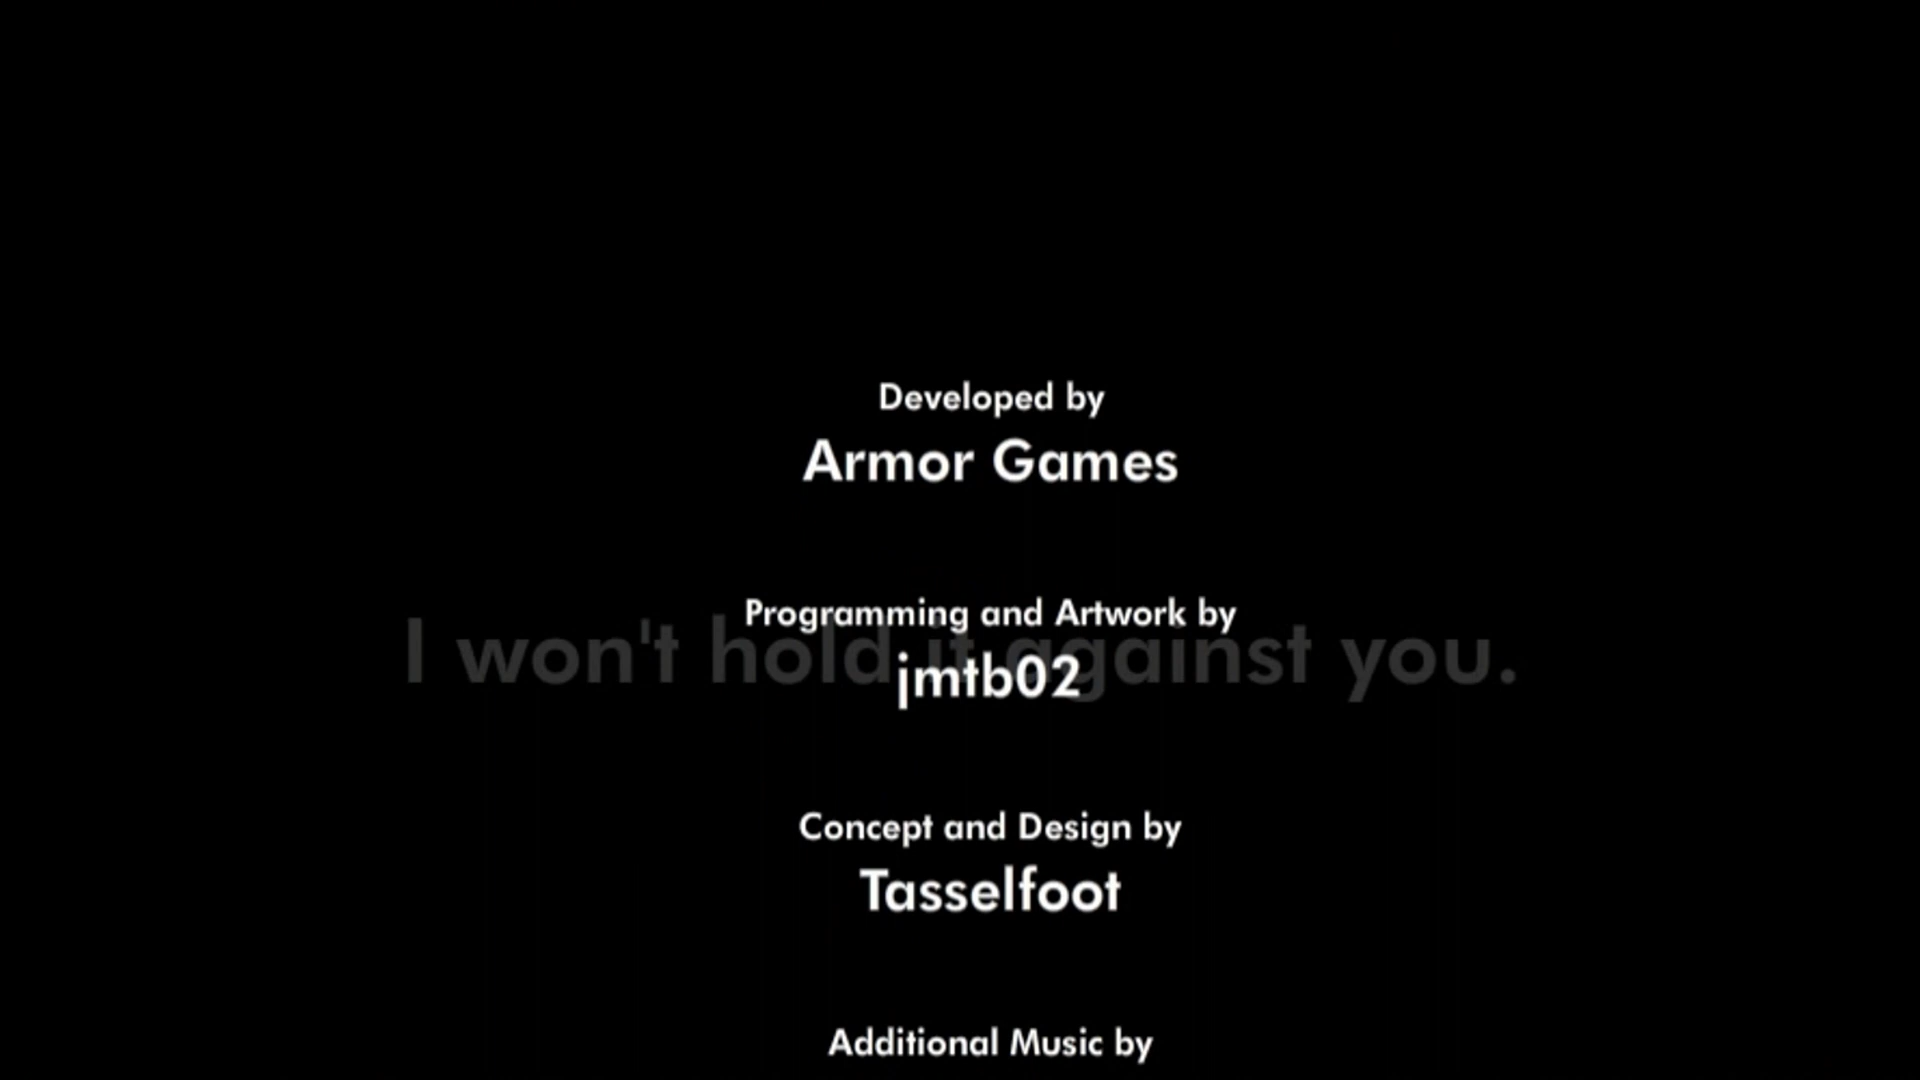 Developed by
Armor Games
Programming and Artwork by
I won't hold it against you.
jmtb02
Concept and Design by
Tasselfoot
Additional Music by